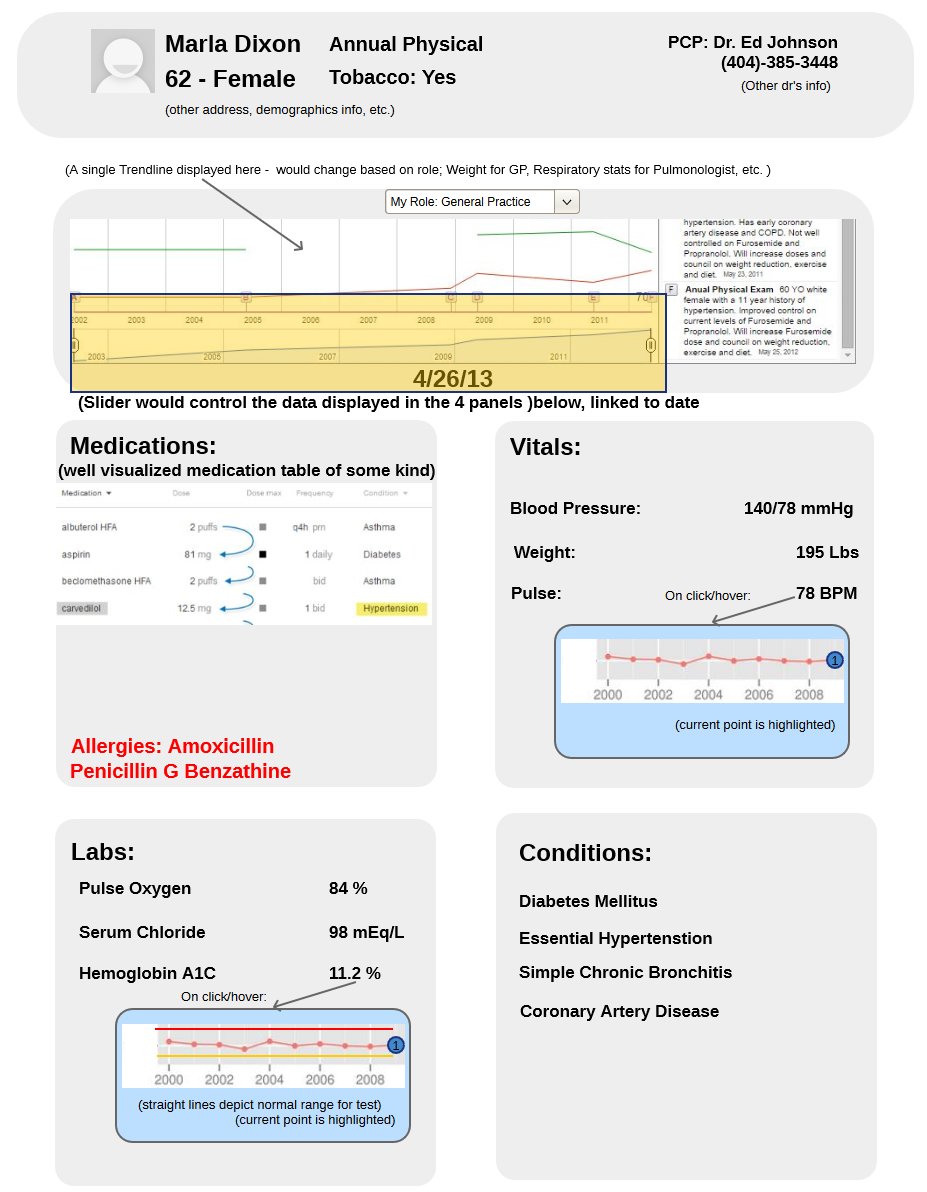 Marla Dixon
Annual Physical
62 - Female
Tobacco: Yes
(other address, demographics info, etc.)
PCP: Dr. Ed Johnson
(404)-385-3448
(Other dr's info)
(A single Trendline displayed here -  would change based on role; Weight for GP, Respiratory stats for Pulmonologist, etc. )
My Role: General Practice
A B C D E 70 F
2002 2003 2004 2005 2006 2007 2008 2009 2010 2011
2003 2005 2007 2009 2011
4/26/13
hypertension. Has early coronary
artery disease and COPD. Not well
controlled on Furosemide and
Propranolol. Will increase doses and
council on weight reduction, exercise
and diet. May 23, 2011
F Anual Physical Exam 60 YO white
female with a 11 year history of
hypertension. Improved control on
current levels of Furosemide and
Propranolol. Will increase Furosemide
dose and council on weight reduction,
exercise and diet. May 25, 2012
(Slider would control the data displayed in the 4 panels )below, linked to date
Medications:
(well visualized medication table of some kind)
Medication Dose Dose max Frequency Condition
albuterol HFA 2 puffs q4h prn Asthma
aspirin 81 mg 1 daily Diabetes
beclomethasone HFA 2 puffs bid Asthma
carvedilol 12.5 mg 1 bid Hypertension
Allergies: Amoxicillin
Penicillin G Benzathine
Vitals:
Blood Pressure: 140/78 mmHg
Weight: 195 Lbs
Pulse: On click/hover: 78 BPM
1
2000 2002 2004 2006 2008
(current point is highlighted)
Labs:
Pulse Oxygen 84 %
Serum Chloride 98 mEq/L
Hemoglobin A1C 11.2 %
On click/hover:
1
2000 2002 2004 2006 2008
(straight lines depict normal range for test)
(current point is highlighted)
Conditions:
Diabetes Mellitus
Essential Hypertenstion
Simple Chronic Bronchitis
Coronary Artery Disease